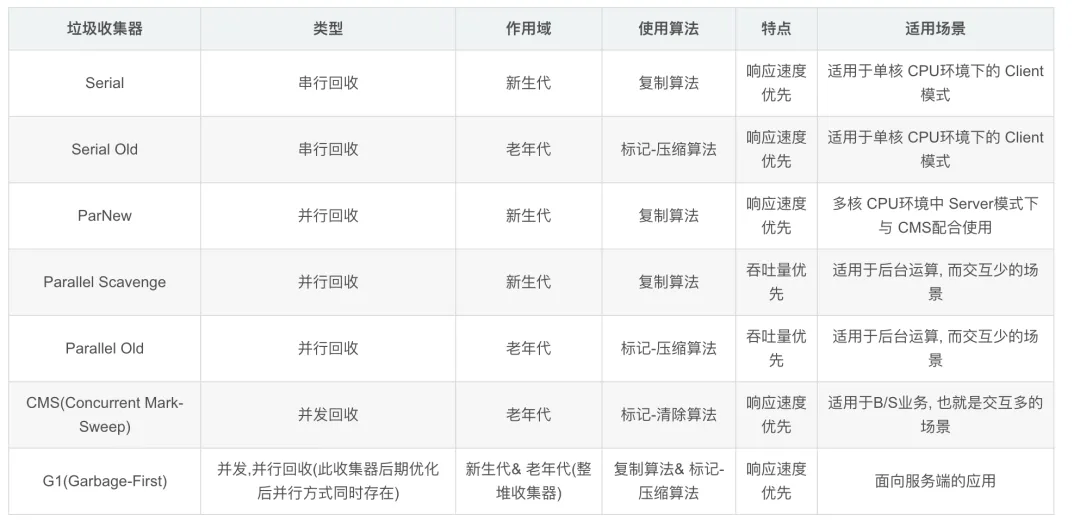 垃圾收集器 类型 作用域 使用算法 特点 适用场景
Serial 串行回收 新生代 复制算法 响应速度
优先 适用于单核 CPU环境下的 Client
模式
Serial Old 串行回收 老年代 标记-压缩算法 响应速度
优先 适用于单核 CPU环境下的 Client
模式
ParNew 并行回收 新生代 复制算法 响应速度
优先 多核 CPU环境中 Server模式下
与 CMS配合使用
Parallel Scavenge 并行回收 新生代 复制算法 吞吐量优
先 适用于后台运算, 而交互少的场
景
Parallel Old 并行回收 老年代 标记-压缩算法 吞吐量优
先 适用于后台运算, 而交互少的场
景
CMS(Concurrent Mark-
Sweep) 并发回收 老年代 标记-清除算法 响应速度
优先 适用于B/S业务, 也就是交互多的
场景
G1(Garbage-First) 并发,并行回收(此收集器后期优化
后并行方式同时存在) 新生代& 老年代(整
堆收集器) 复制算法& 标记-
压缩算法 响应速度
优先 面向服务端的应用